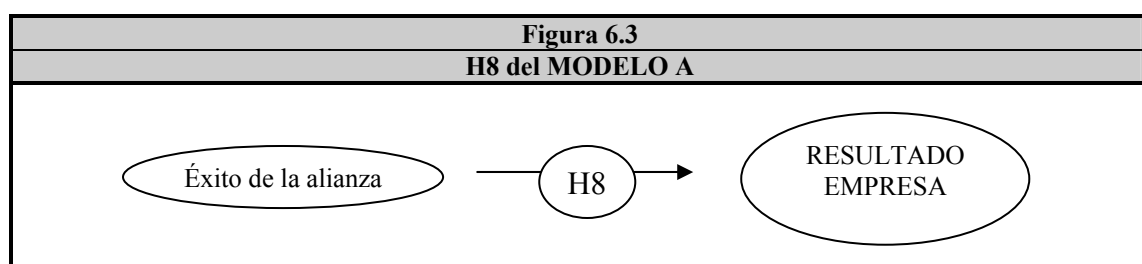 Figura 6.3
H8 del MODELO A
Éxito de la alianza
H8
RESULTADO
EMPRESA